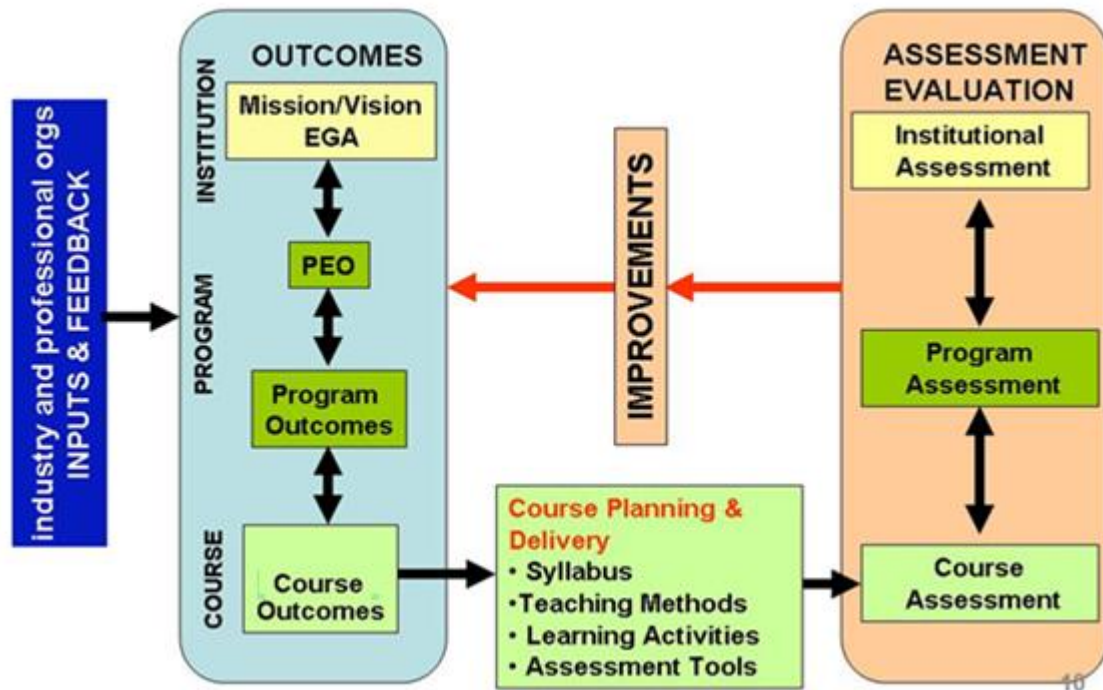 industry and professional orgs
INPUTS & FEEDBACK
INSTITUTION
PROGRAM
COURSE
OUTCOMES
Mission/Vision
EGA
PEO
Program
Outcomes
Course
Outcomes
IMPROVEMENTS
Course Planning &
Delivery
• Syllabus
•Teaching Methods
• Learning Activities
• Assessment Tools
ASSESSMENT
EVALUATION
Institutional
Assessment
Program
Assessment
Course
Assessment
10